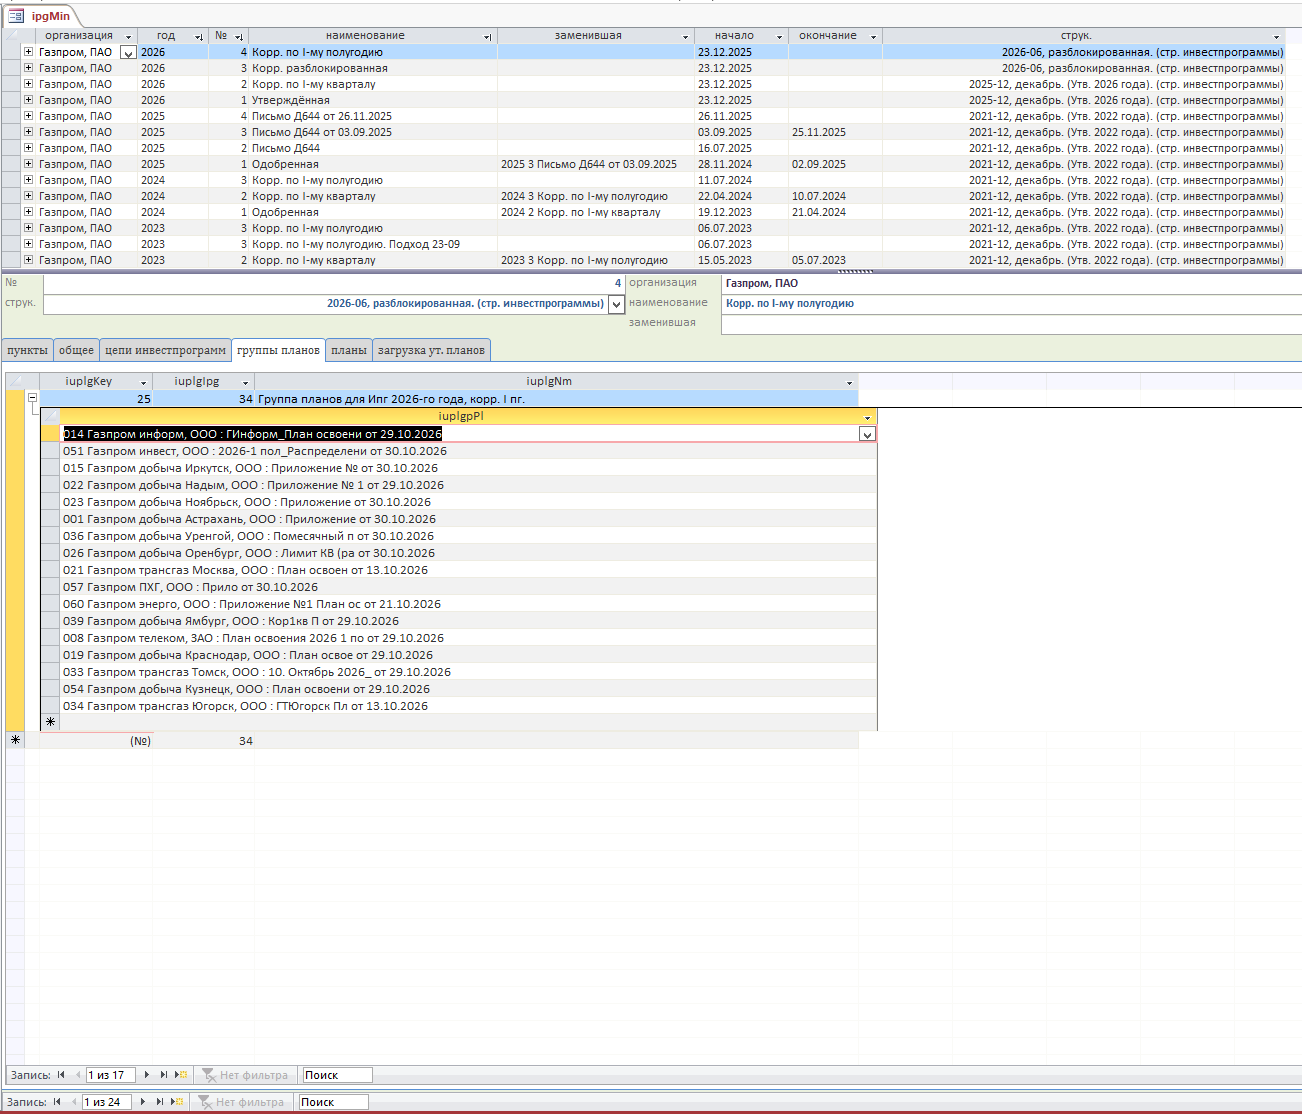 ipgMin
организация год № наименование заменившая начало окончание струк.
Газпром, ПАО 2026 4 Корр. по I-му полугодию 23.12.2025 2026-06, разблокированная. (стр. инвестпрограммы)
Газпром, ПАО 2026 3 Корр. разблокированная 23.12.2025 2026-06, разблокированная. (стр. инвестпрограммы)
Газпром, ПАО 2026 2 Корр. по I-му кварталу 23.12.2025 2025-12, декабрь. (Утв. 2026 года). (стр. инвестпрограммы)
Газпром, ПАО 2026 1 Утверждённая 23.12.2025 2025-12, декабрь. (Утв. 2026 года). (стр. инвестпрограммы)
Газпром, ПАО 2025 4 Письмо Д644 от 26.11.2025 26.11.2025 2021-12, декабрь. (Утв. 2022 года). (стр. инвестпрограммы)
Газпром, ПАО 2025 3 Письмо Д644 от 03.09.2025 03.09.2025 25.11.2025 2021-12, декабрь. (Утв. 2022 года). (стр. инвестпрограммы)
Газпром, ПАО 2025 2 Письмо Д644 16.07.2025 2021-12, декабрь. (Утв. 2022 года). (стр. инвестпрограммы)
Газпром, ПАО 2025 1 Одобренная 2025 3 Письмо Д644 от 03.09.2025 28.11.2024 02.09.2025 2021-12, декабрь. (Утв. 2022 года). (стр. инвестпрограммы)
Газпром, ПАО 2024 3 Корр. по I-му полугодию 11.07.2024 2021-12, декабрь. (Утв. 2022 года). (стр. инвестпрограммы)
Газпром, ПАО 2024 2 Корр. по I-му кварталу 2024 3 Корр. по I-му полугодию 22.04.2024 10.07.2024 2021-12, декабрь. (Утв. 2022 года). (стр. инвестпрограммы)
Газпром, ПАО 2024 1 Одобренная 2024 2 Корр. по I-му кварталу 19.12.2023 21.04.2024 2021-12, декабрь. (Утв. 2022 года). (стр. инвестпрограммы)
Газпром, ПАО 2023 3 Корр. по I-му полугодию 06.07.2023 2021-12, декабрь. (Утв. 2022 года). (стр. инвестпрограммы)
Газпром, ПАО 2023 3 Корр. по I-му полугодию. Подход 23-09 06.07.2023 2021-12, декабрь. (Утв. 2022 года). (стр. инвестпрограммы)
Газпром, ПАО 2023 2 Корр. по I-му кварталу 2023 3 Корр. по I-му полугодию 15.05.2023 05.07.2023 2021-12, декабрь. (Утв. 2022 года). (стр. инвестпрограммы)
№ 4 организация Газпром, ПАО
струк. 2026-06, разблокированная. (стр. инвестпрограммы) наименование Корр. по I-му полугодию
заменившая
пункты общее цепи инвестпрограмм группы планов планы загрузка ут. планов
iuplgKey iuplgIpg iuplgNm
25 34 Группа планов для Ипг 2026-го года, корр. I пг.
iuplgpPl
014 Газпром информ, ООО : ГИнформ_План освоени от 29.10.2026
051 Газпром инвест, ООО : 2026-1 пол_Распределени от 30.10.2026
015 Газпром добыча Иркутск, ООО : Приложение № от 30.10.2026
022 Газпром добыча Надым, ООО : Приложение № 1 от 29.10.2026
023 Газпром добыча Ноябрьск, ООО : Приложение от 30.10.2026
001 Газпром добыча Астрахань, ООО : Приложение от 30.10.2026
036 Газпром добыча Уренгой, ООО : Помесячный п от 30.10.2026
026 Газпром добыча Оренбург, ООО : Лимит КВ (ра от 30.10.2026
021 Газпром трансгаз Москва, ООО : План освоен от 13.10.2026
057 Газпром ПХГ, ООО : Прило от 30.10.2026
060 Газпром энерго, ООО : Приложение №1 План ос от 21.10.2026
039 Газпром добыча Ямбург, ООО : Кор1кв П от 29.10.2026
008 Газпром телеком, ЗАО : План освоения 2026 1 по от 29.10.2026
019 Газпром добыча Краснодар, ООО : План освое от 29.10.2026
033 Газпром трансгаз Томск, ООО : 10. Октябрь 2026_ от 29.10.2026
054 Газпром добыча Кузнецк, ООО : План освоени от 29.10.2026
034 Газпром трансгаз Югорск, ООО : ГТЮгорск Пл от 13.10.2026
(№) 34
Запись: 1 из 17 Нет фильтра Поиск
Запись: 1 из 24 Нет фильтра Поиск